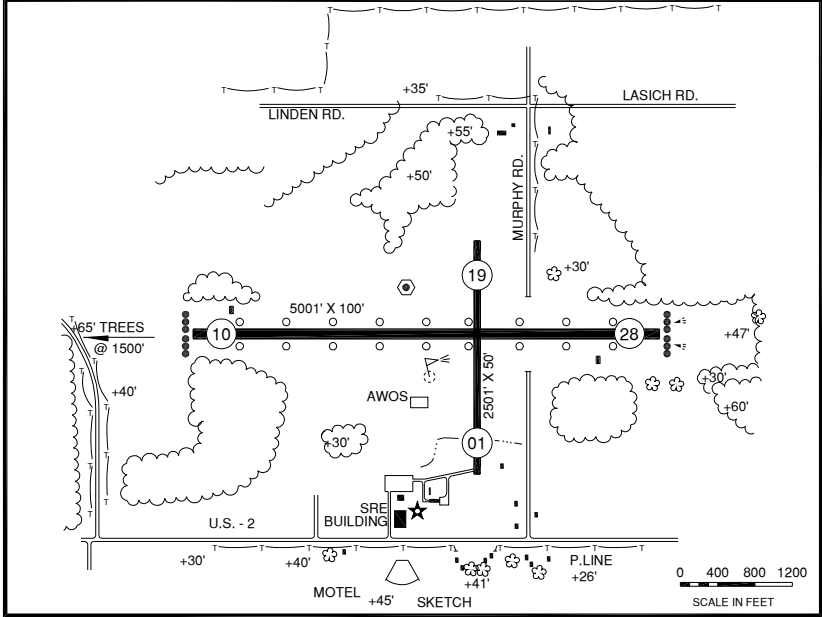 T T T T T T T
T
T T T
+35'
T T T
LASICH RD.
LINDEN RD.
+55'
T
MURPHY RD.
+50'
T
T
19
+30'
5001' X 100'
T
+65' TREES
@ 1500'
10
28
+47'
T
2501' X 50'
+30'
+40'
AWOS
+60'
T
01
+30'
T
T
SRE
BUILDING
U.S. - 2
T T T T T T T T T
+30'
+40'
P.LINE
+26'
+41'
MOTEL
+45'
SKETCH
0 400 800 1200
SCALE IN FEET